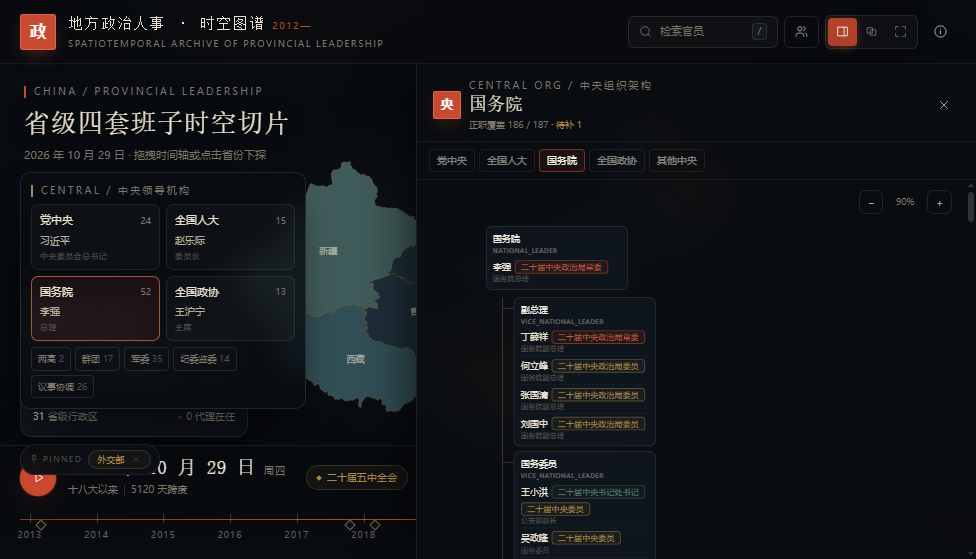 政
地方政治人事 · 时空图谱 2012—
SPATIOTEMPORAL ARCHIVE OF PROVINCIAL LEADERSHIP
检索官员 /
CHINA / PROVINCIAL LEADERSHIP
省级四套班子时空切片
2026 年 10 月 29 日 · 拖拽时间轴或点击省份下探
CENTRAL / 中央领导机构
党中央 24
习近平
中央委员会总书记
全国人大 15
赵乐际
委员长
国务院 52
李强
总理
全国政协 13
王沪宁
主席
两高 2
群团 17
军委 35
纪委监委 14
议事协调 26
31 省级行政区
0 代理在任
新疆
西藏
PINNED 外交部 ×
0 月 29 日 周四
十八大以来 | 5120 天跨度
◆ 二十届五中全会
2013 2014 2015 2016 2017 2018
央
CENTRAL ORG / 中央组织架构
国务院
正职覆盖 186 / 187 · 待补 1
×
党中央 全国人大 国务院 全国政协 其他中央
− 90% +
国务院
NATIONAL_LEADER
李强 二十届中央政治局常委
国务院总理
副总理
VICE_NATIONAL_LEADER
丁薛祥 二十届中央政治局常委
国务院副总理
何立峰 二十届中央政治局委员
国务院副总理
张国清 二十届中央政治局委员
国务院副总理
刘国中 二十届中央政治局委员
国务院副总理
国务委员
VICE_NATIONAL_LEADER
王小洪 二十届中央书记处书记
二十届中央委员
公安部部长
吴政隆 二十届中央委员
国务委员